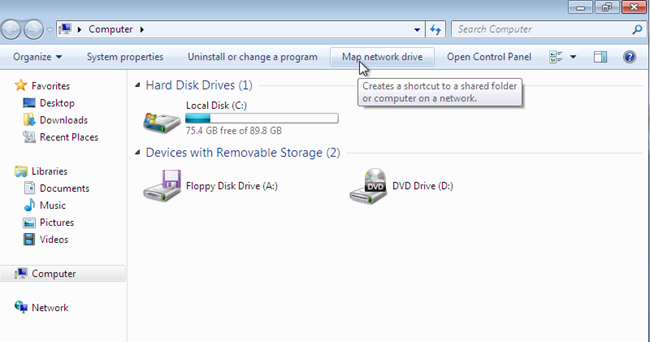 Computer
Search Computer
Organize System properties Uninstall or change a program Map network drive Open Control Panel
Creates a shortcut to a shared folder
or computer on a network.
Favorites
Desktop
Downloads
Recent Places
Libraries
Documents
Music
Pictures
Videos
Computer
Network
Hard Disk Drives (1)
Local Disk (C:)
75.4 GB free of 89.8 GB
Devices with Removable Storage (2)
Floppy Disk Drive (A:)
DVD
DVD Drive (D:)